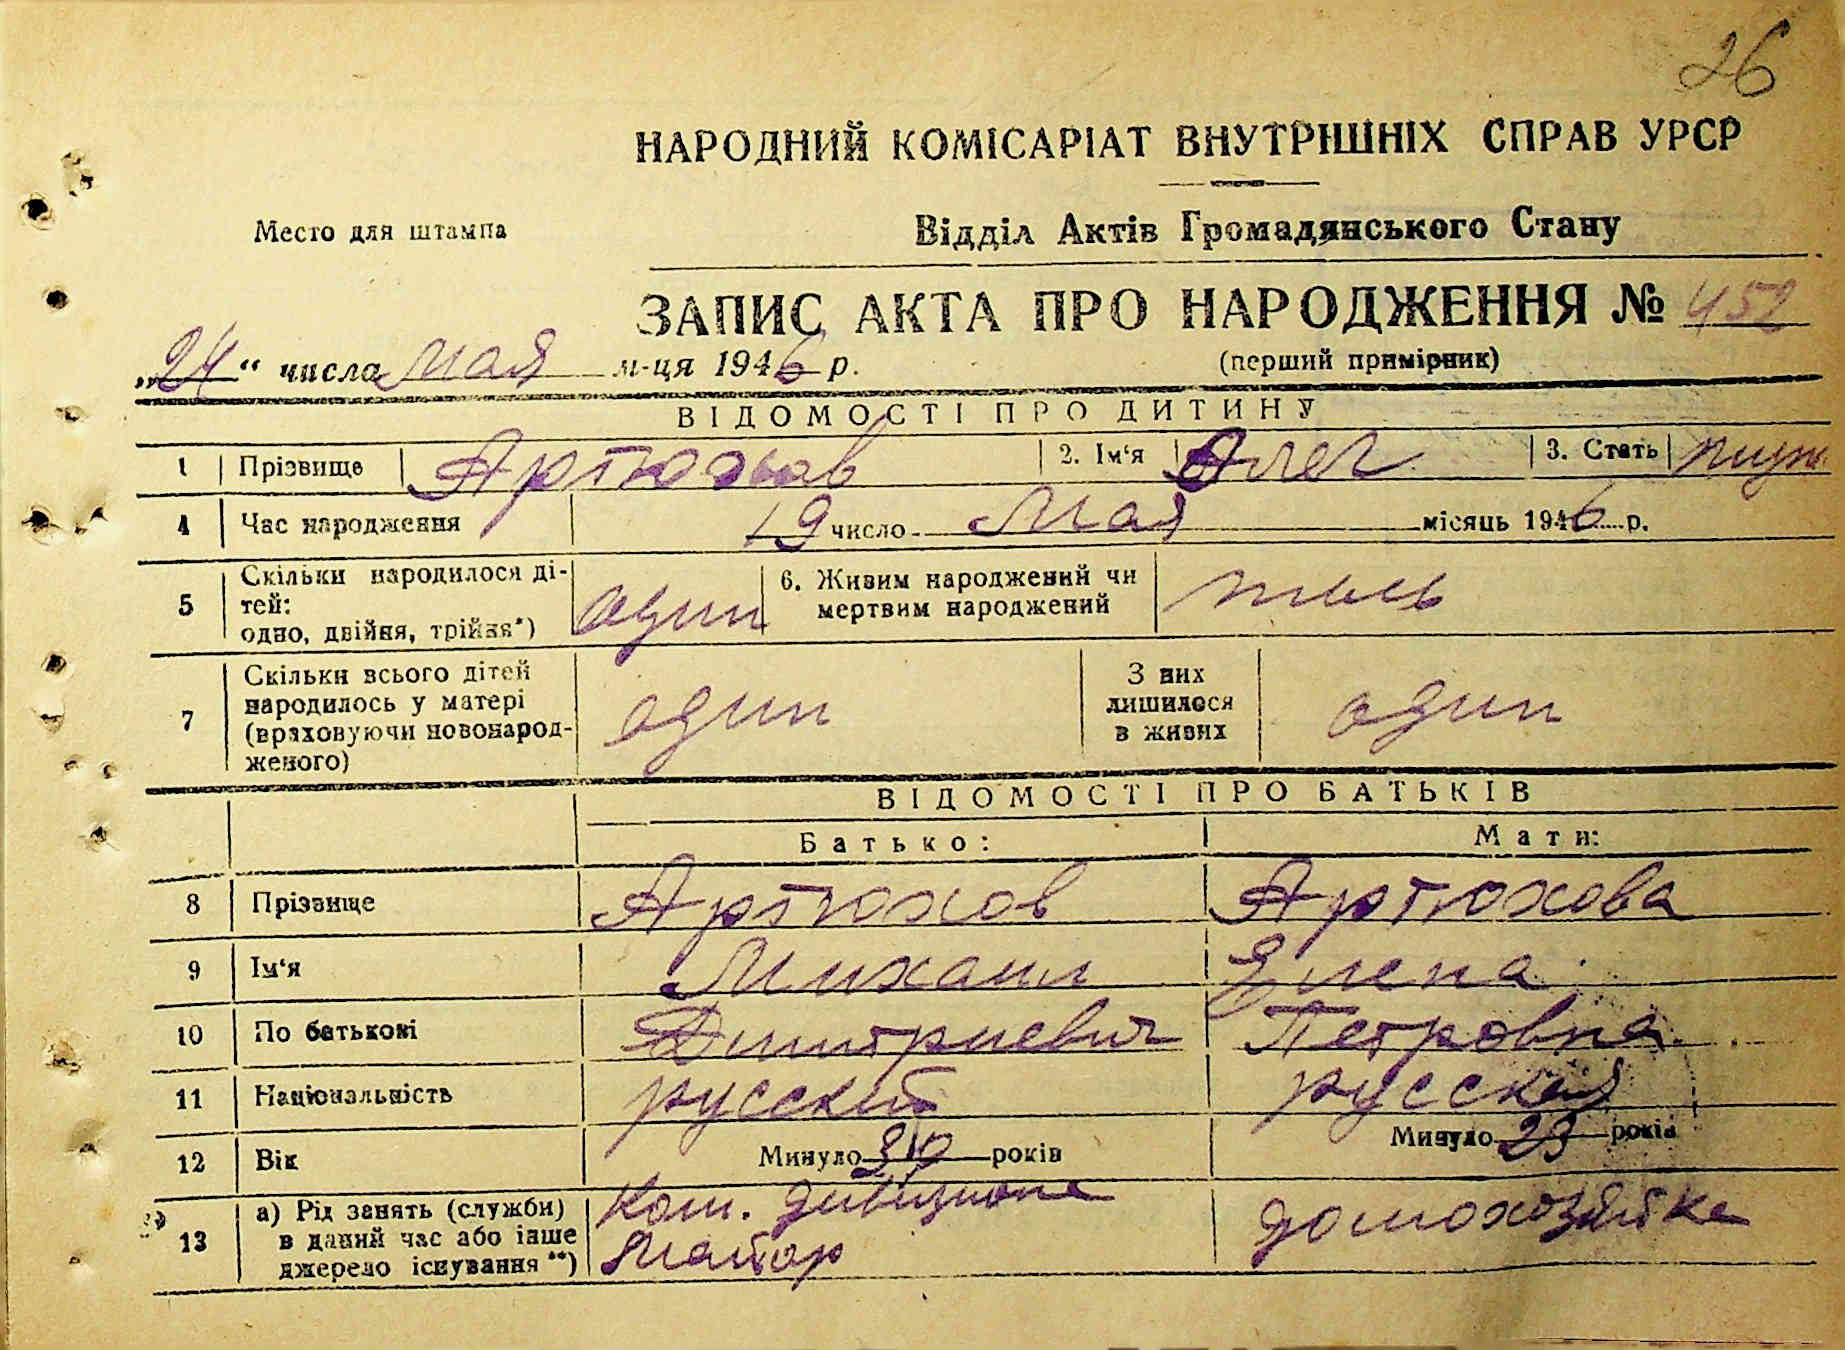 26
НАРОДНИЙ КОМІСАРІАТ ВНУТРІШНІХ СПРАВ УРСР
Место для штампа
Відділ Актів Громадянського Стану
ЗАПИС АКТА ПРО НАРОДЖЕННЯ № 452
„24“ числа мая м-ця 1946 р.
(перший примірник)
ВІДОМОСТІ ПРО ДИТИНУ
1 Прізвище Артюхов 2. Ім‘я Олег 3. Стать муж.
4 Час народження 19 число мая місяць 1946 р.
5 Скільки народилося ді-
тей:
одно, двійня, трійня*) один
6. Живим народжений чи
мертвим народжений
7 Скільки всього дітей
народилось у матері
(враховуючи новонарод-
женого) один
З них
лишилося
в живих один
ВІДОМОСТІ ПРО БАТЬКІВ
Батько: Мати:
8 Прізвище Артюхов Артюхова
9 Ім‘я Михаил Елена
10 По батькові Дмитриевич Петровна
11 Національність русский русская
12 Вік Минуло 30 років Минуло 23 років
13 а) Рід занять (служби)
в даний час або інше
джерело існування **)
Ком. дивизиона
майор
домохозяйка